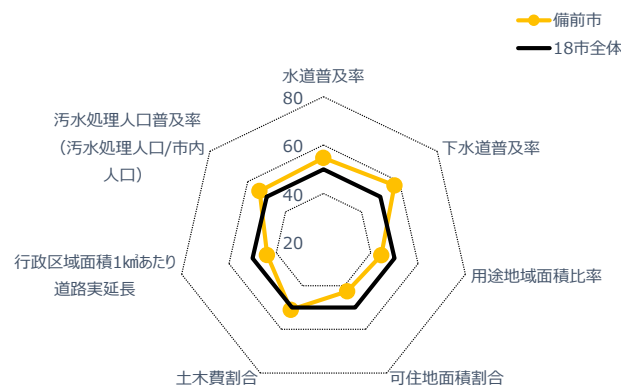 備前市
18市全体
水道普及率
80
汚水処理人口普及率
（汚水処理人口/市内
人口）
下水道普及率
60
40
20
行政区域面積1k㎡あたり
道路実延長
用途地域面積比率
土木費割合
可住地面積割合